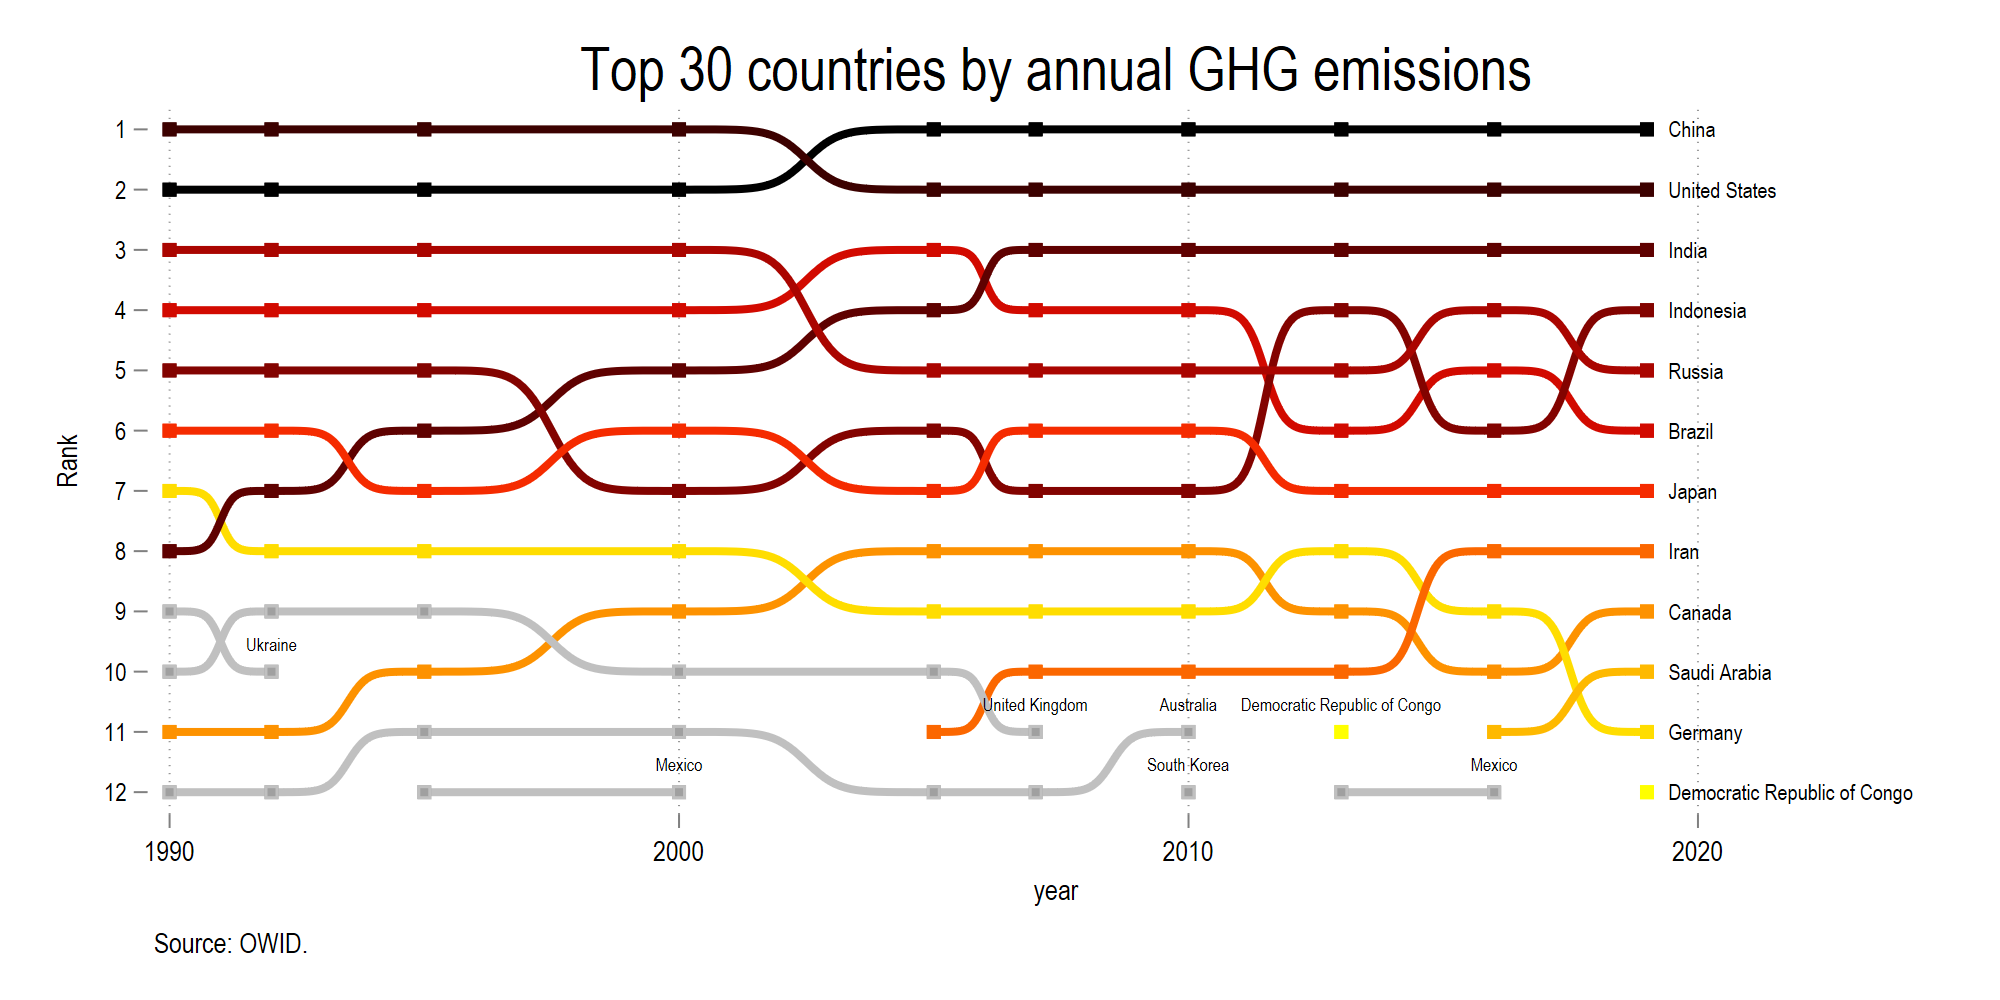 Top 30 countries by annual GHG emissions
1
China
2
United States
3
India
4
Indonesia
5
Russia
6
Brazil
Rank
7
Japan
8
Iran
9
Canada
Ukraine
10
Saudi Arabia
United Kingdom
Australia
Democratic Republic of Congo
11
Germany
Mexico
South Korea
Mexico
12
Democratic Republic of Congo
1990
2000
2010
2020
year
Source: OWID.